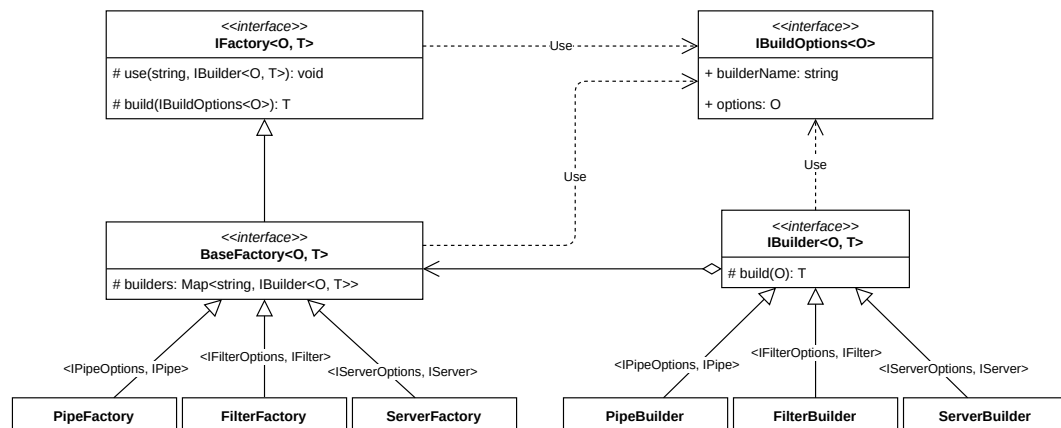 <<interface>>
IFactory<O, T>
# use(string, IBuilder<O, T>): void
# build(IBuildOptions<O>): T
Use
<<interface>>
IBuildOptions<O>
+ builderName: string
+ options: O
Use
Use
<<interface>>
BaseFactory<O, T>
# builders: Map<string, IBuilder<O, T>>
<<interface>>
IBuilder<O, T>
# build(O): T
<IPipeOptions, IPipe>
<IFilterOptions, IFilter>
<IServerOptions, IServer>
<IPipeOptions, IPipe>
<IFilterOptions, IFilter>
<IServerOptions, IServer>
PipeFactory
FilterFactory
ServerFactory
PipeBuilder
FilterBuilder
ServerBuilder